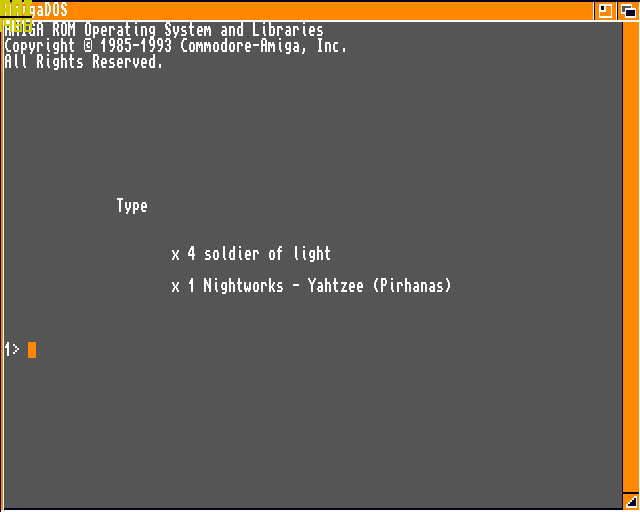 AmigaDOS
AMIGA ROM Operating System and Libraries
Copyright © 1985-1993 Commodore-Amiga, Inc.
All Rights Reserved.
Type
x 4 soldier of light
x 1 Nightworks - Yahtzee (Pirhanas)
1>